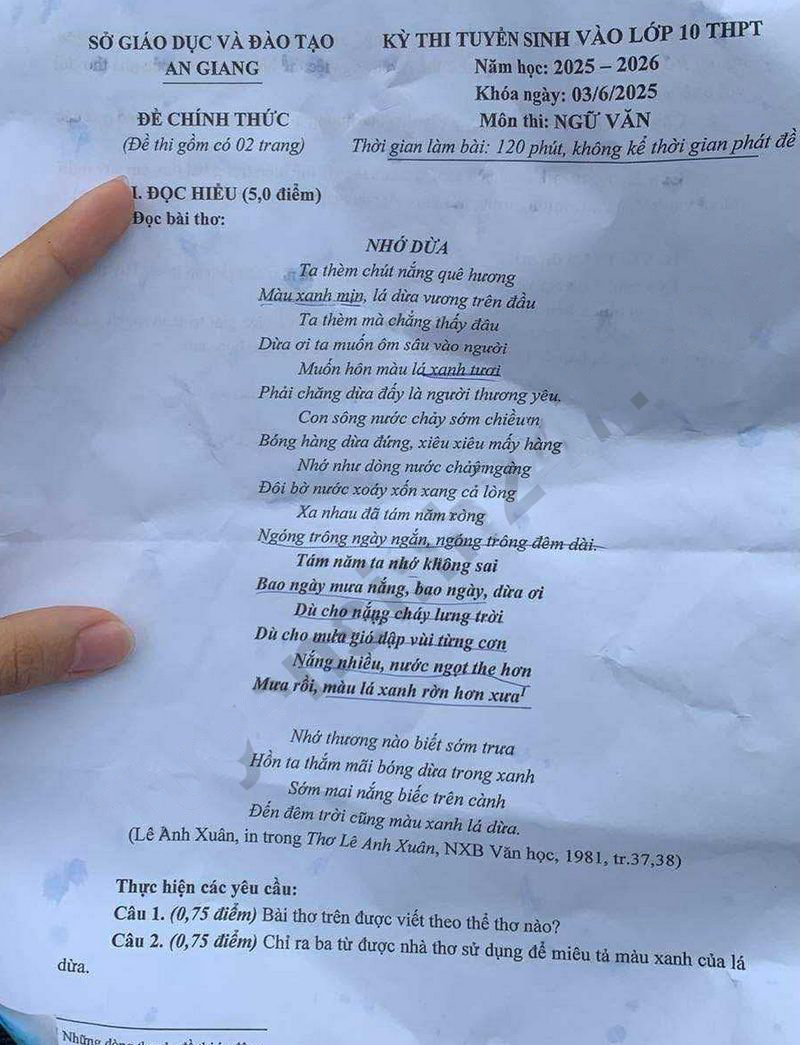 SỞ GIÁO DỤC VÀ ĐÀO TẠO
AN GIANG
KỲ THI TUYỂN SINH VÀO LỚP 10 THPT
Năm học: 2025 – 2026
Khóa ngày: 03/6/2025
ĐỀ CHÍNH THỨC
Môn thi: NGỮ VĂN
(Đề thi gồm có 02 trang)
Thời gian làm bài: 120 phút, không kể thời gian phát đề
I. ĐỌC HIỂU (5,0 điểm)
Đọc bài thơ:
NHỚ DỪA
Ta thèm chút nắng quê hương
Màu xanh mịn, lá dừa vương trên đầu
Ta thèm mà chẳng thấy đâu
Dừa ơi ta muốn ôm sâu vào người
Muốn hôn màu lá xanh tươi
Phải chăng dừa đấy là người thương yêu.
Con sông nước chảy sớm chiều
Bóng hàng dừa đứng, xiêu xiêu mấy hàng
Nhớ như dòng nước chảy ngang
Đôi bờ nước xoáy xốn xang cả lòng
Xa nhau đã tám năm ròng
Ngóng trông ngày ngắn, ngóng trông đêm dài.
Tám năm ta nhớ không sai
Bao ngày mưa nắng, bao ngày, dừa ơi
Dù cho nắng cháy lưng trời
Dù cho mưa gió dập vùi từng cơn
Nắng nhiều, nước ngọt the hơn
Mưa rồi, màu lá xanh rờn hơn xưa¹
Nhớ thương nào biết sớm trưa
Hồn ta thắm mãi bóng dừa trong xanh
Sớm mai nắng biếc trên cành
Đến đêm trời cũng màu xanh lá dừa.
(Lê Anh Xuân, in trong Thơ Lê Anh Xuân, NXB Văn học, 1981, tr.37,38)
Thực hiện các yêu cầu:
Câu 1. (0,75 điểm) Bài thơ trên được viết theo thể thơ nào?
Câu 2. (0,75 điểm) Chỉ ra ba từ được nhà thơ sử dụng để miêu tả màu xanh của lá
dừa.
Những dòng